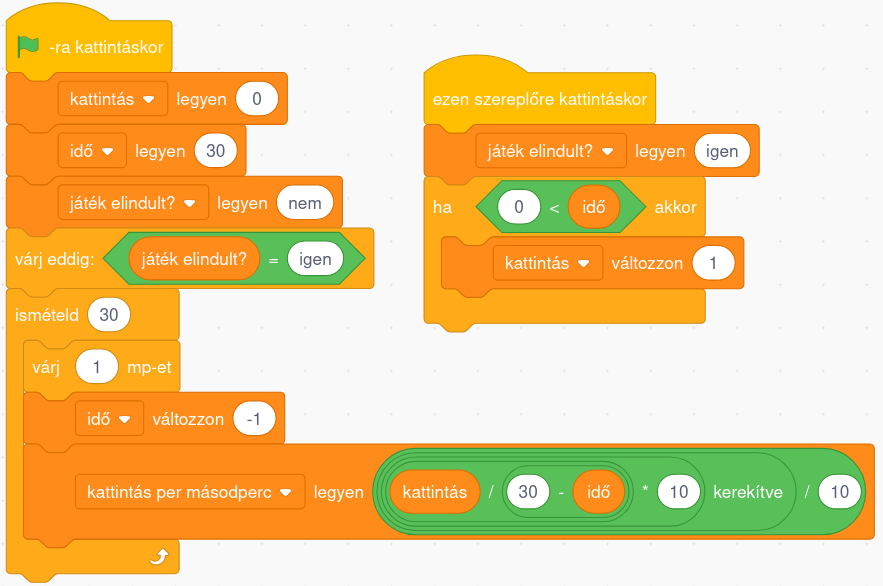 -ra kattintáskor
kattintás legyen 0
idő legyen 30
játék elindult? legyen nem
várj eddig: játék elindult? = igen
ismételd 30
várj 1 mp-et
idő változzon -1
kattintás per másodperc legyen kattintás / 30 - idő * 10 kerekítve / 10
ezen szereplőre kattintáskor
játék elindult? legyen igen
ha 0 < idő akkor
kattintás változzon 1